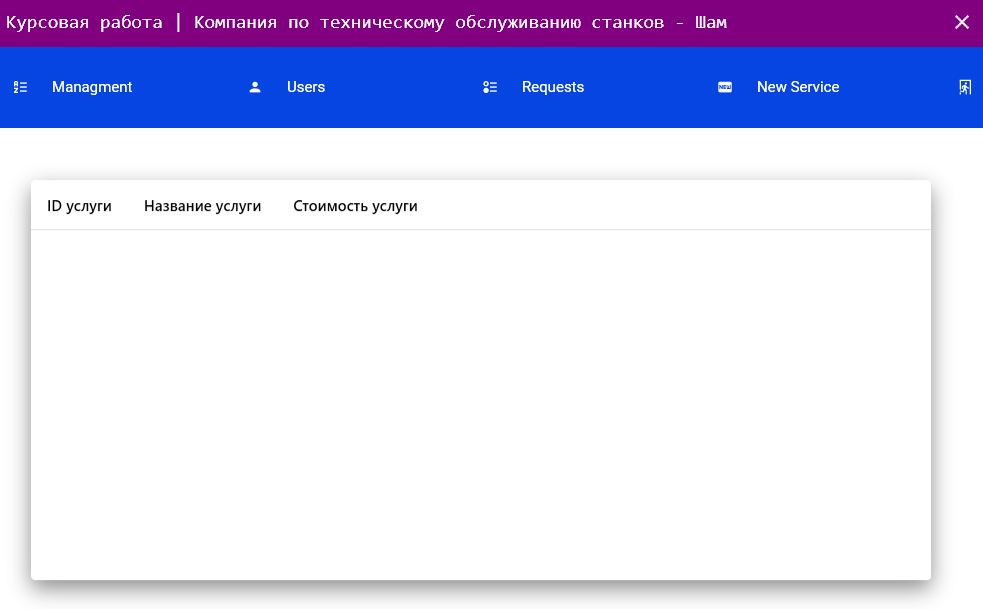 Курсовая работа | Компания по техническому обслуживанию станков - Шам
Managment Users Requests NEW New Service
ID услуги Название услуги Стоимость услуги